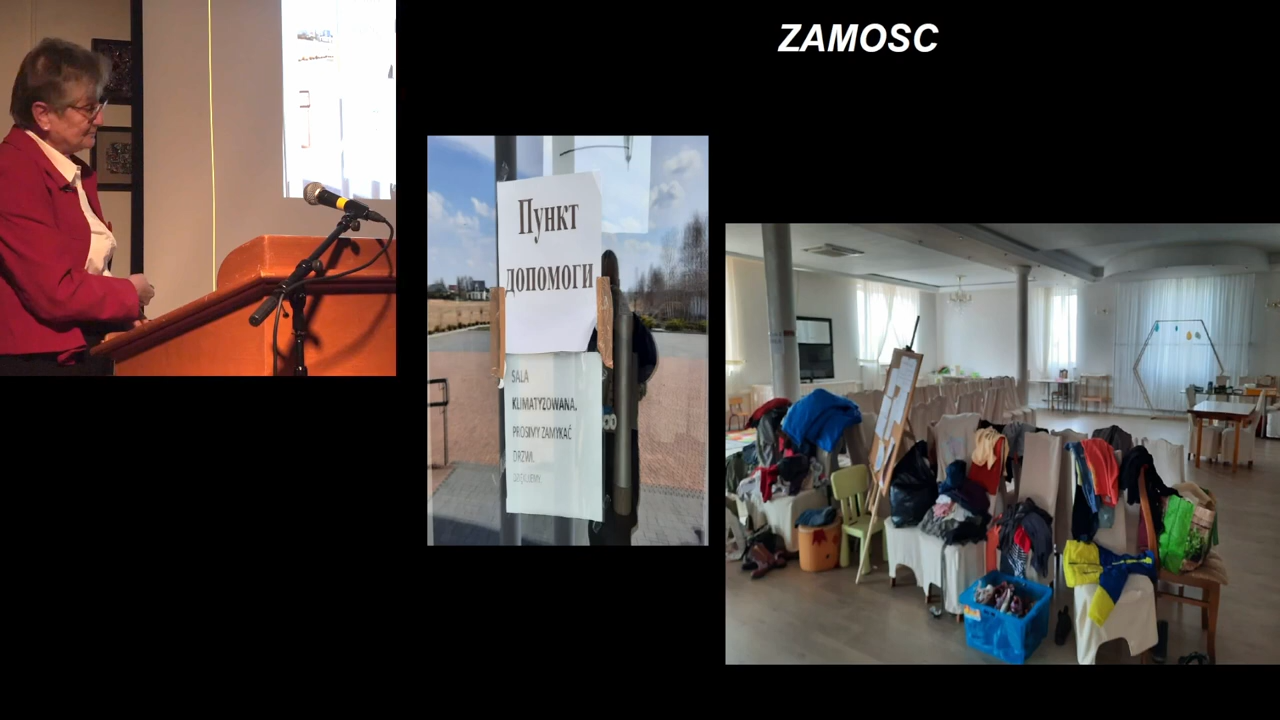 ZAMOSC
Пункт
допомоги
SALA
KLIMATYZOWANA.
PROSIMY ZAMYKAĆ
DRZWI.